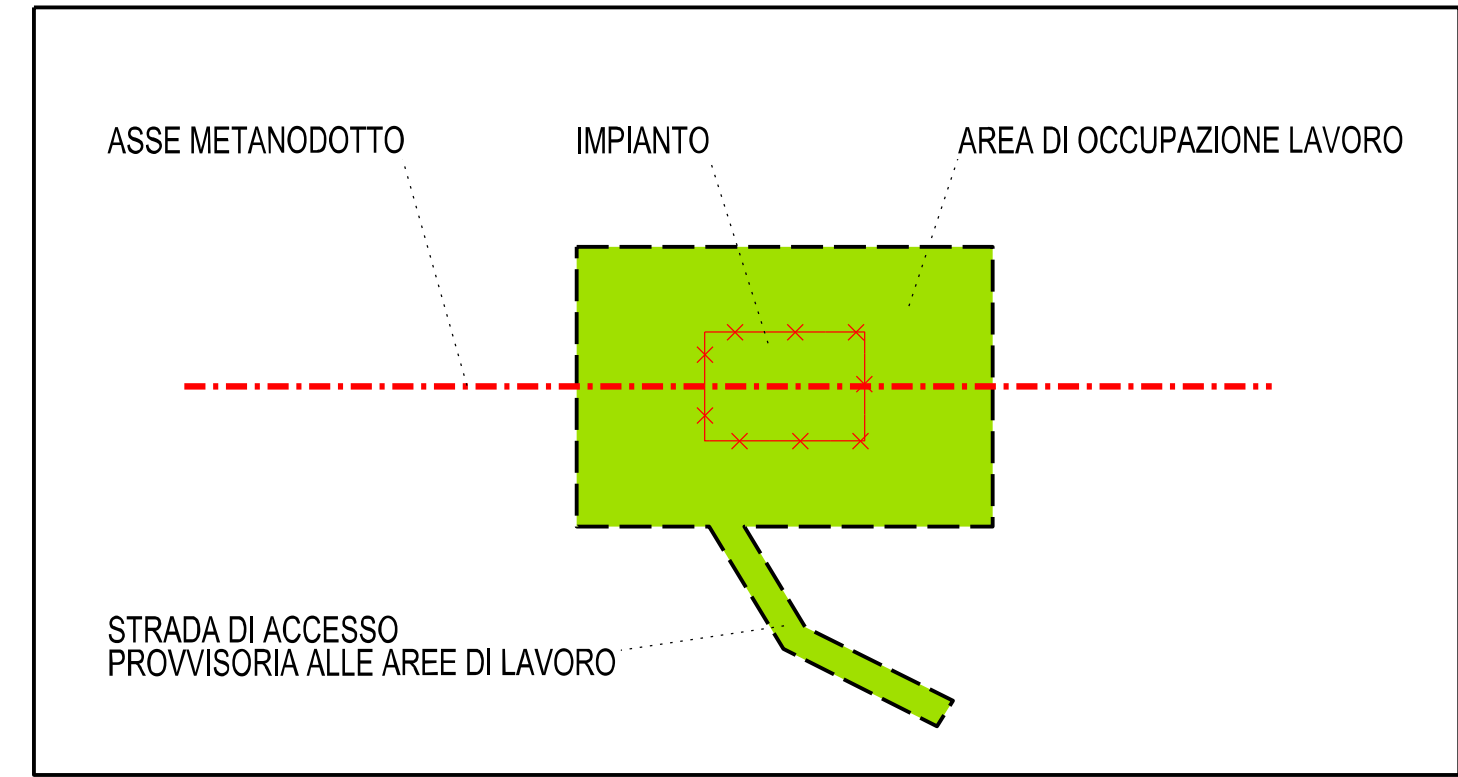 ASSE METANODOTTO
IMPIANTO
AREA DI OCCUPAZIONE LAVORO
STRADA DI ACCESSO
PROVVISORIA ALLE AREE DI LAVORO